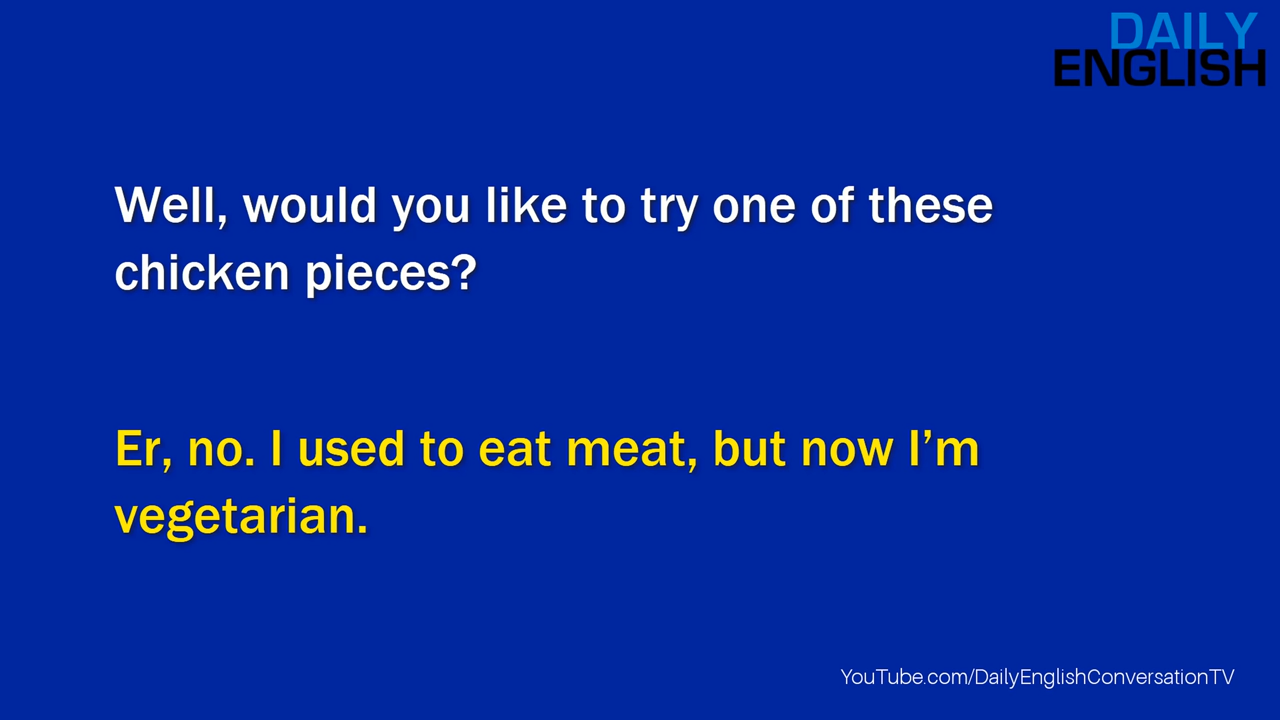 DAILY
ENGLISH
Well, would you like to try one of these
chicken pieces?
Er, no. I used to eat meat, but now I’m
vegetarian.
YouTube.com/DailyEnglishConversationTV